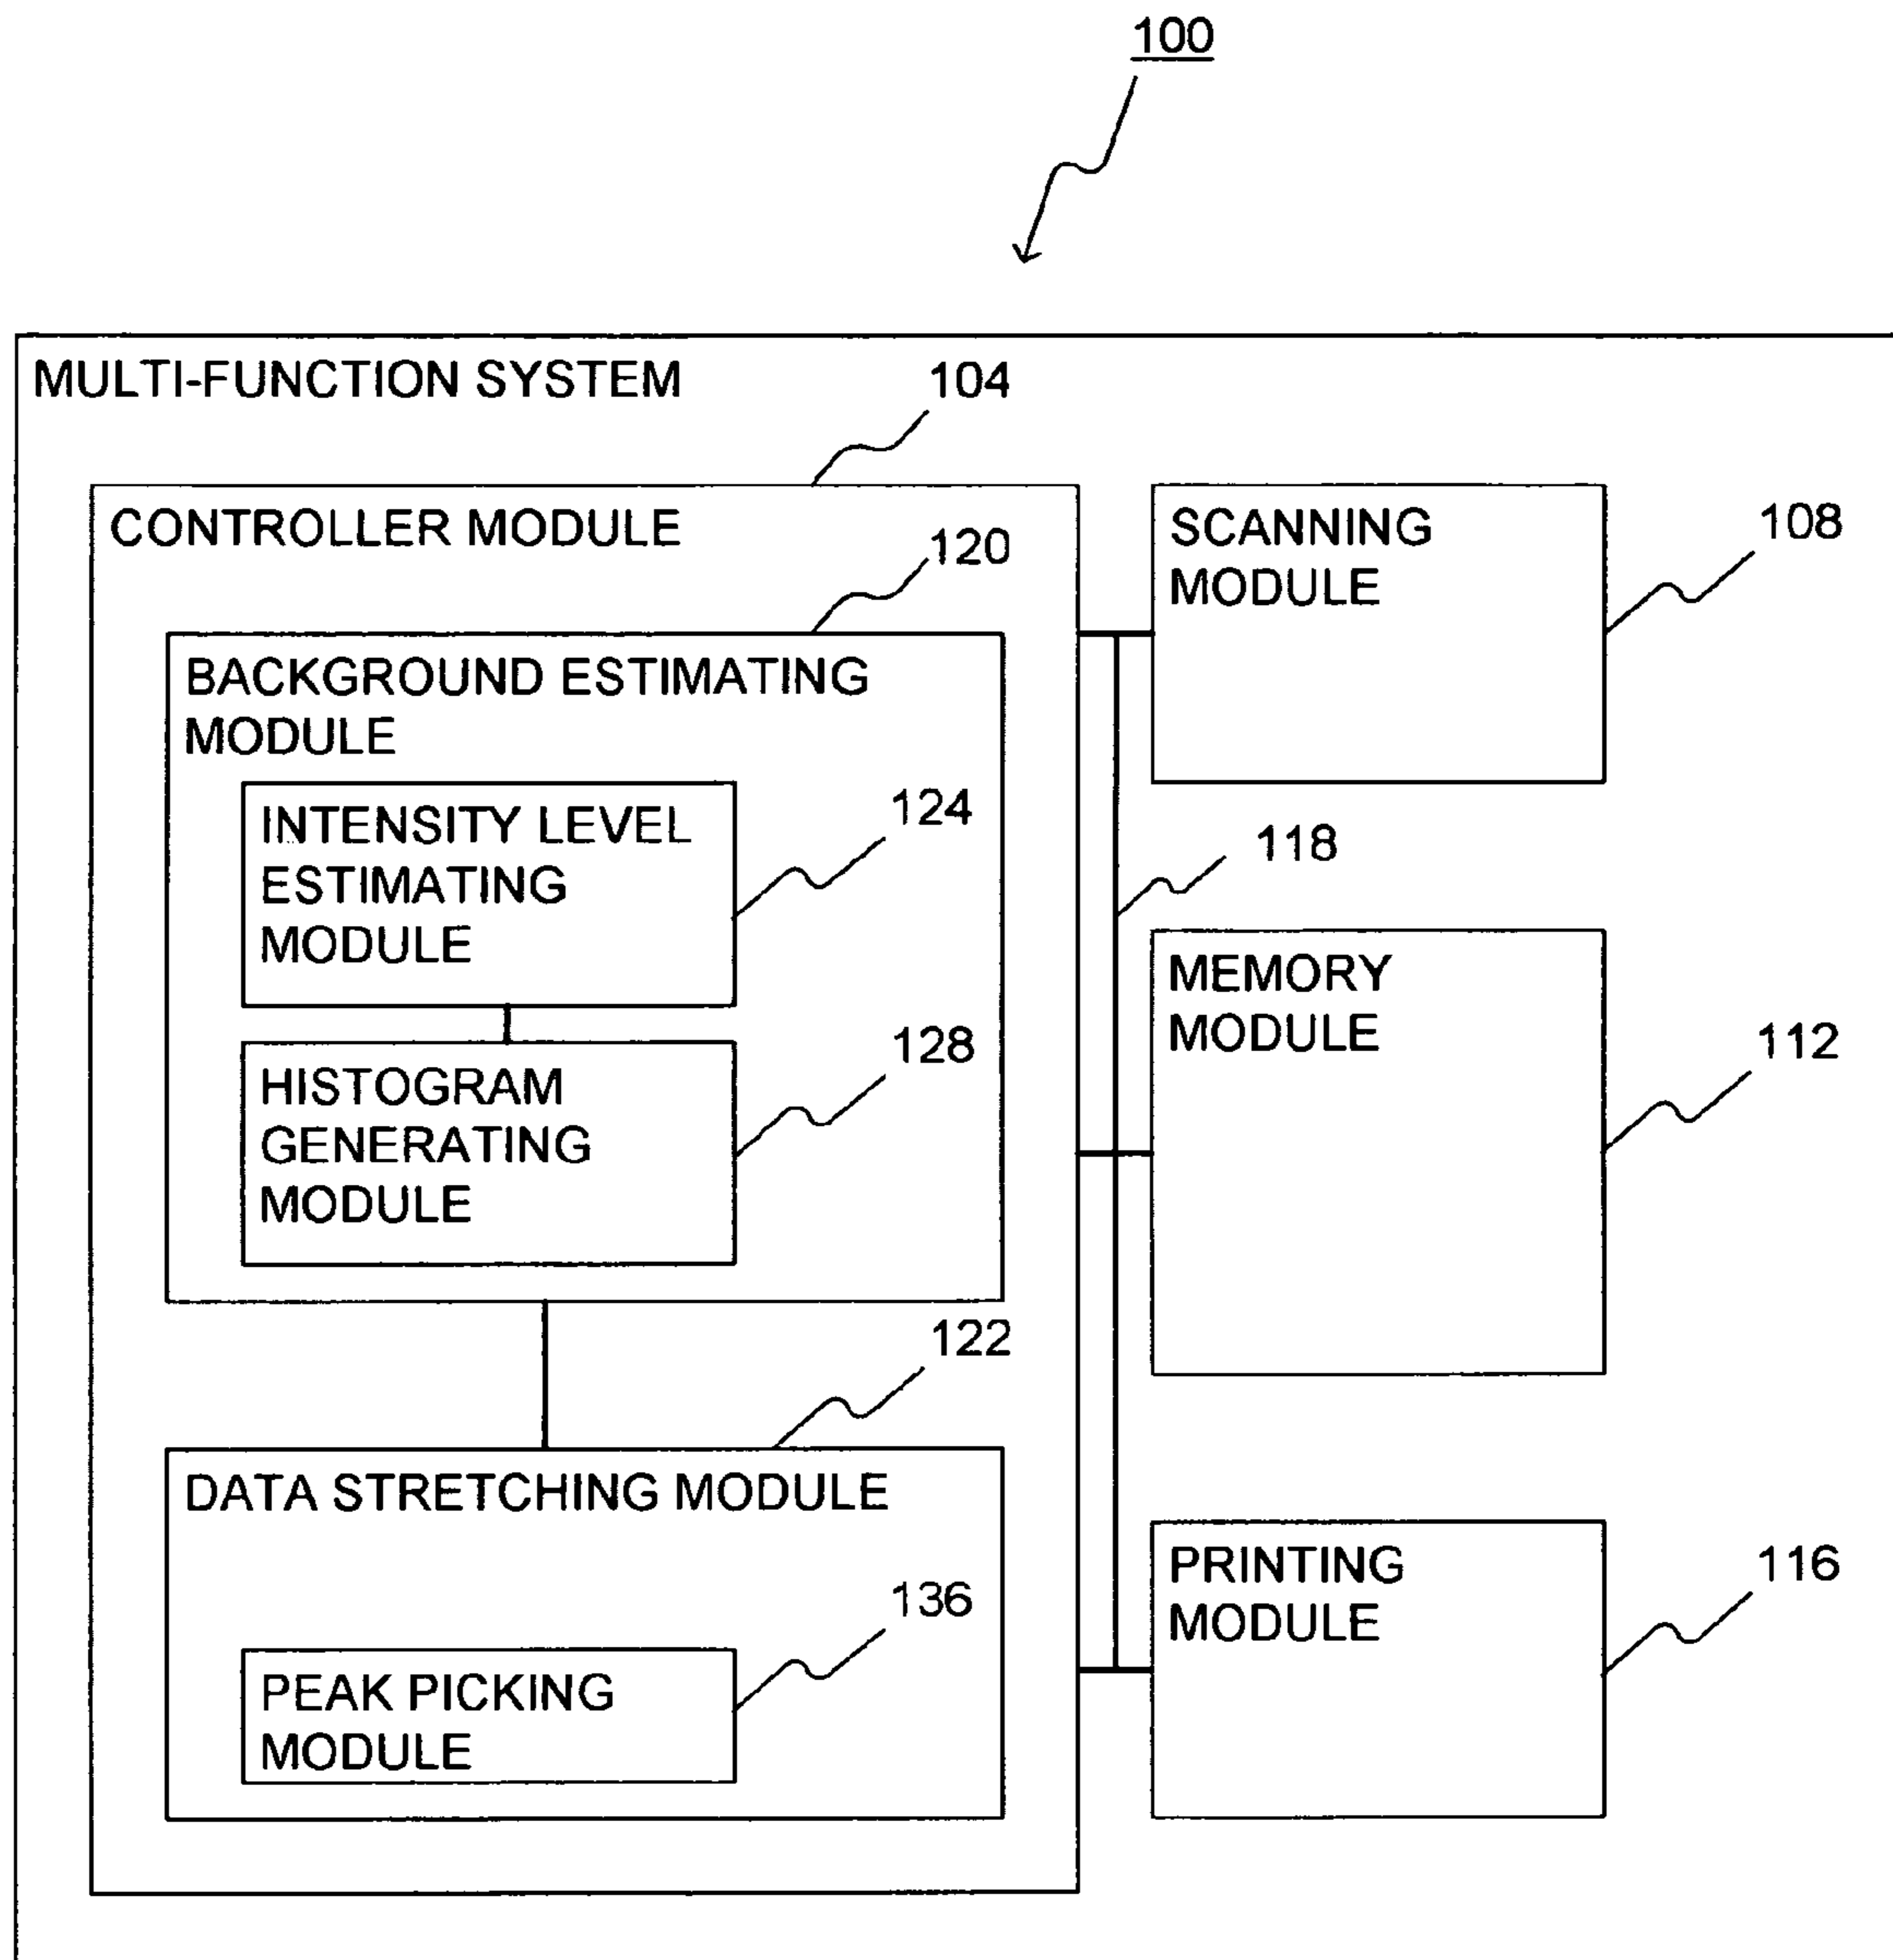 100
MULTI-FUNCTION SYSTEM
104
CONTROLLER MODULE
120
BACKGROUND ESTIMATING
MODULE
INTENSITY LEVEL
ESTIMATING
MODULE
124
HISTOGRAM
GENERATING
MODULE
128
122
DATA STRETCHING MODULE
136
PEAK PICKING
MODULE
SCANNING
MODULE
108
118
MEMORY
MODULE
112
PRINTING
MODULE
116